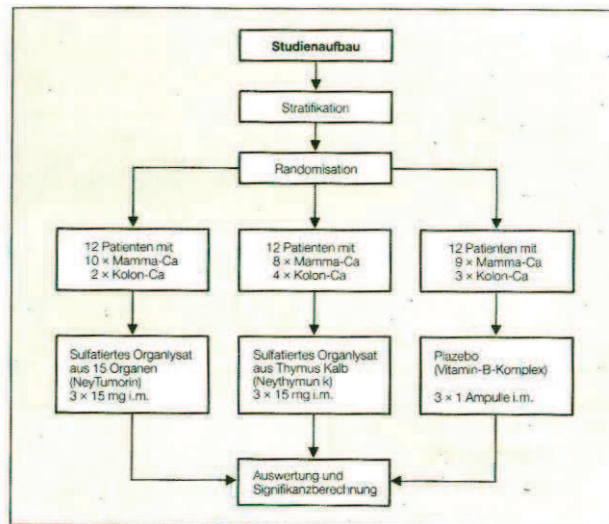 Studienaufbau
Stratifikation
Randomisation
12 Patienten mit
10 × Mamma-Ca
2 × Kolon-Ca
12 Patienten mit
8 × Mamma-Ca
4 × Kolon-Ca
12 Patienten mit
9 × Mamma-Ca
3 × Kolon-Ca
Sulfatiertes Organlysat
aus 15 Organen
(NeyTumorin)
3 × 15 mg i.m.
Sulfatiertes Organlysat
aus Thymus Kalb
(Neythymun k)
3 × 15 mg i.m.
Plazebo
(Vitamin-B-Komplex)
3 × 1 Ampulle i.m.
Auswertung und
Signifikanzberechnung